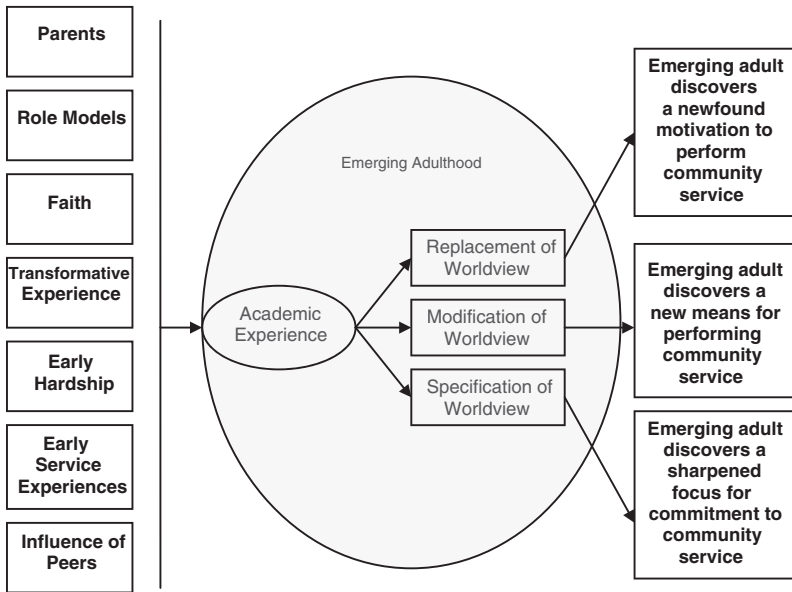 Parents
Role Models
Faith
Transformative
Experience
Early
Hardship
Early
Service
Experiences
Influence of
Peers
Emerging Adulthood
Academic
Experience
Replacement of
Worldview
Modification of
Worldview
Specification of
Worldview
Emerging adult
discovers
a newfound
motivation to
perform
community
service
Emerging adult
discovers a
new means for
performing
community
service
Emerging adult
discovers a
sharpened
focus for
commitment to
community
service